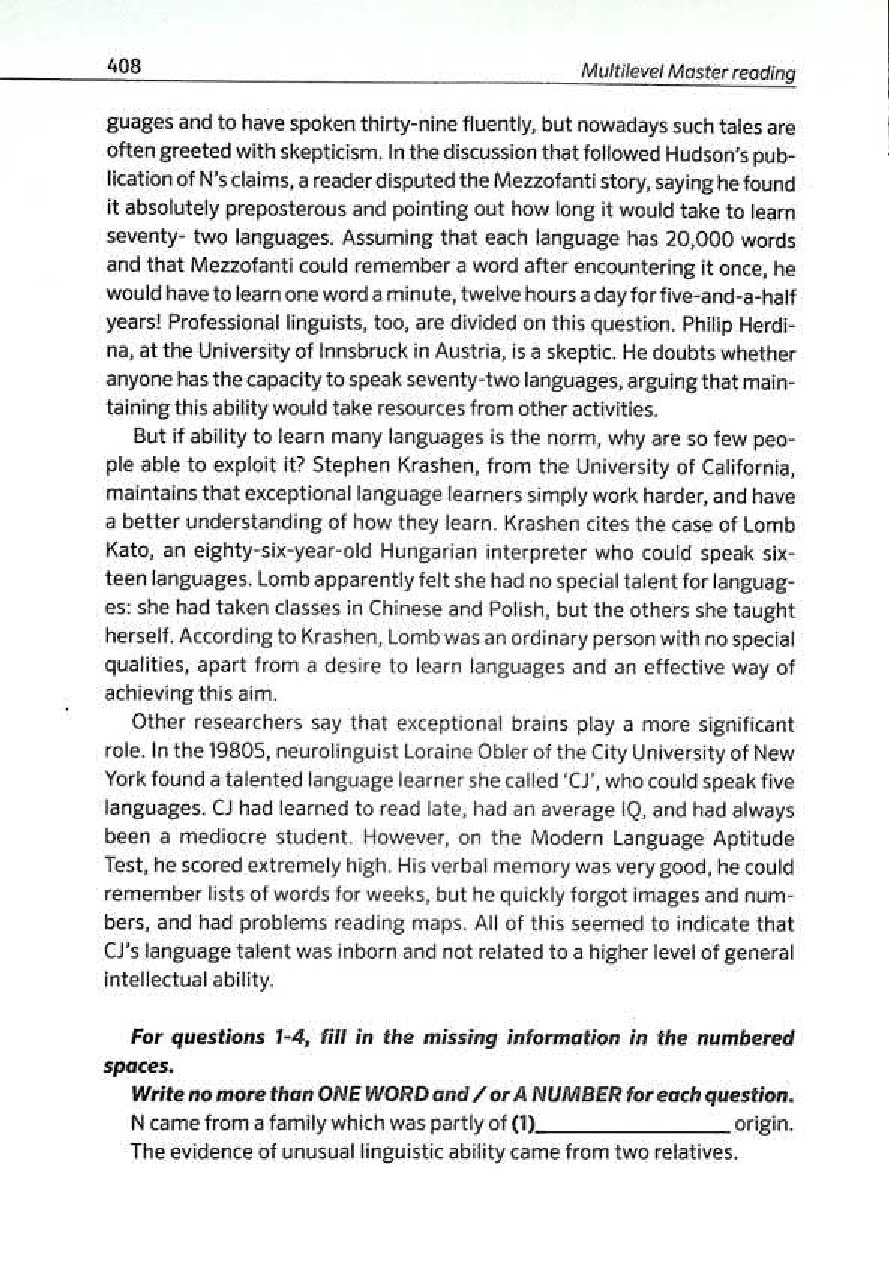 408
Multilevel Master reading
guages and to have spoken thirty-nine fluently, but nowadays such tales are
often greeted with skepticism. In the discussion that followed Hudson's pub-
lication of N's claims, a reader disputed the Mezzofanti story, saying he found
it absolutely preposterous and pointing out how long it would take to learn
seventy- two languages. Assuming that each language has 20,000 words
and that Mezzofanti could remember a word after encountering it once, he
would have to learn one word a minute, twelve hours a day for five-and-a-half
years! Professional linguists, too, are divided on this question. Philip Herdi-
na, at the University of Innsbruck in Austria, is a skeptic. He doubts whether
anyone has the capacity to speak seventy-two languages, arguing that main-
taining this ability would take resources from other activities.
But if ability to learn many languages is the norm, why are so few peo-
ple able to exploit it? Stephen Krashen, from the University of California,
maintains that exceptional language learners simply work harder, and have
a better understanding of how they learn. Krashen cites the case of Lomb
Kato, an eighty-six-year-old Hungarian interpreter who could speak six-
teen languages. Lomb apparently felt she had no special talent for languag-
es: she had taken classes in Chinese and Polish, but the others she taught
herself. According to Krashen, Lomb was an ordinary person with no special
qualities, apart from a desire to learn languages and an effective way of
achieving this aim.
Other researchers say that exceptional brains play a more significant
role. In the 1980S, neurolinguist Loraine Obler of the City University of New
York found a talented language learner she called 'CJ', who could speak five
languages. CJ had learned to read late, had an average IQ, and had always
been a mediocre student. However, on the Modern Language Aptitude
Test, he scored extremely high. His verbal memory was very good, he could
remember lists of words for weeks, but he quickly forgot images and num-
bers, and had problems reading maps. All of this seemed to indicate that
CJ's language talent was inborn and not related to a higher level of general
intellectual ability.
For questions 1-4, fill in the missing information in the numbered
spaces.
Write no more than ONE WORD and / or A NUMBER for each question.
N came from a family which was partly of (1)__________________ origin.
The evidence of unusual linguistic ability came from two relatives.